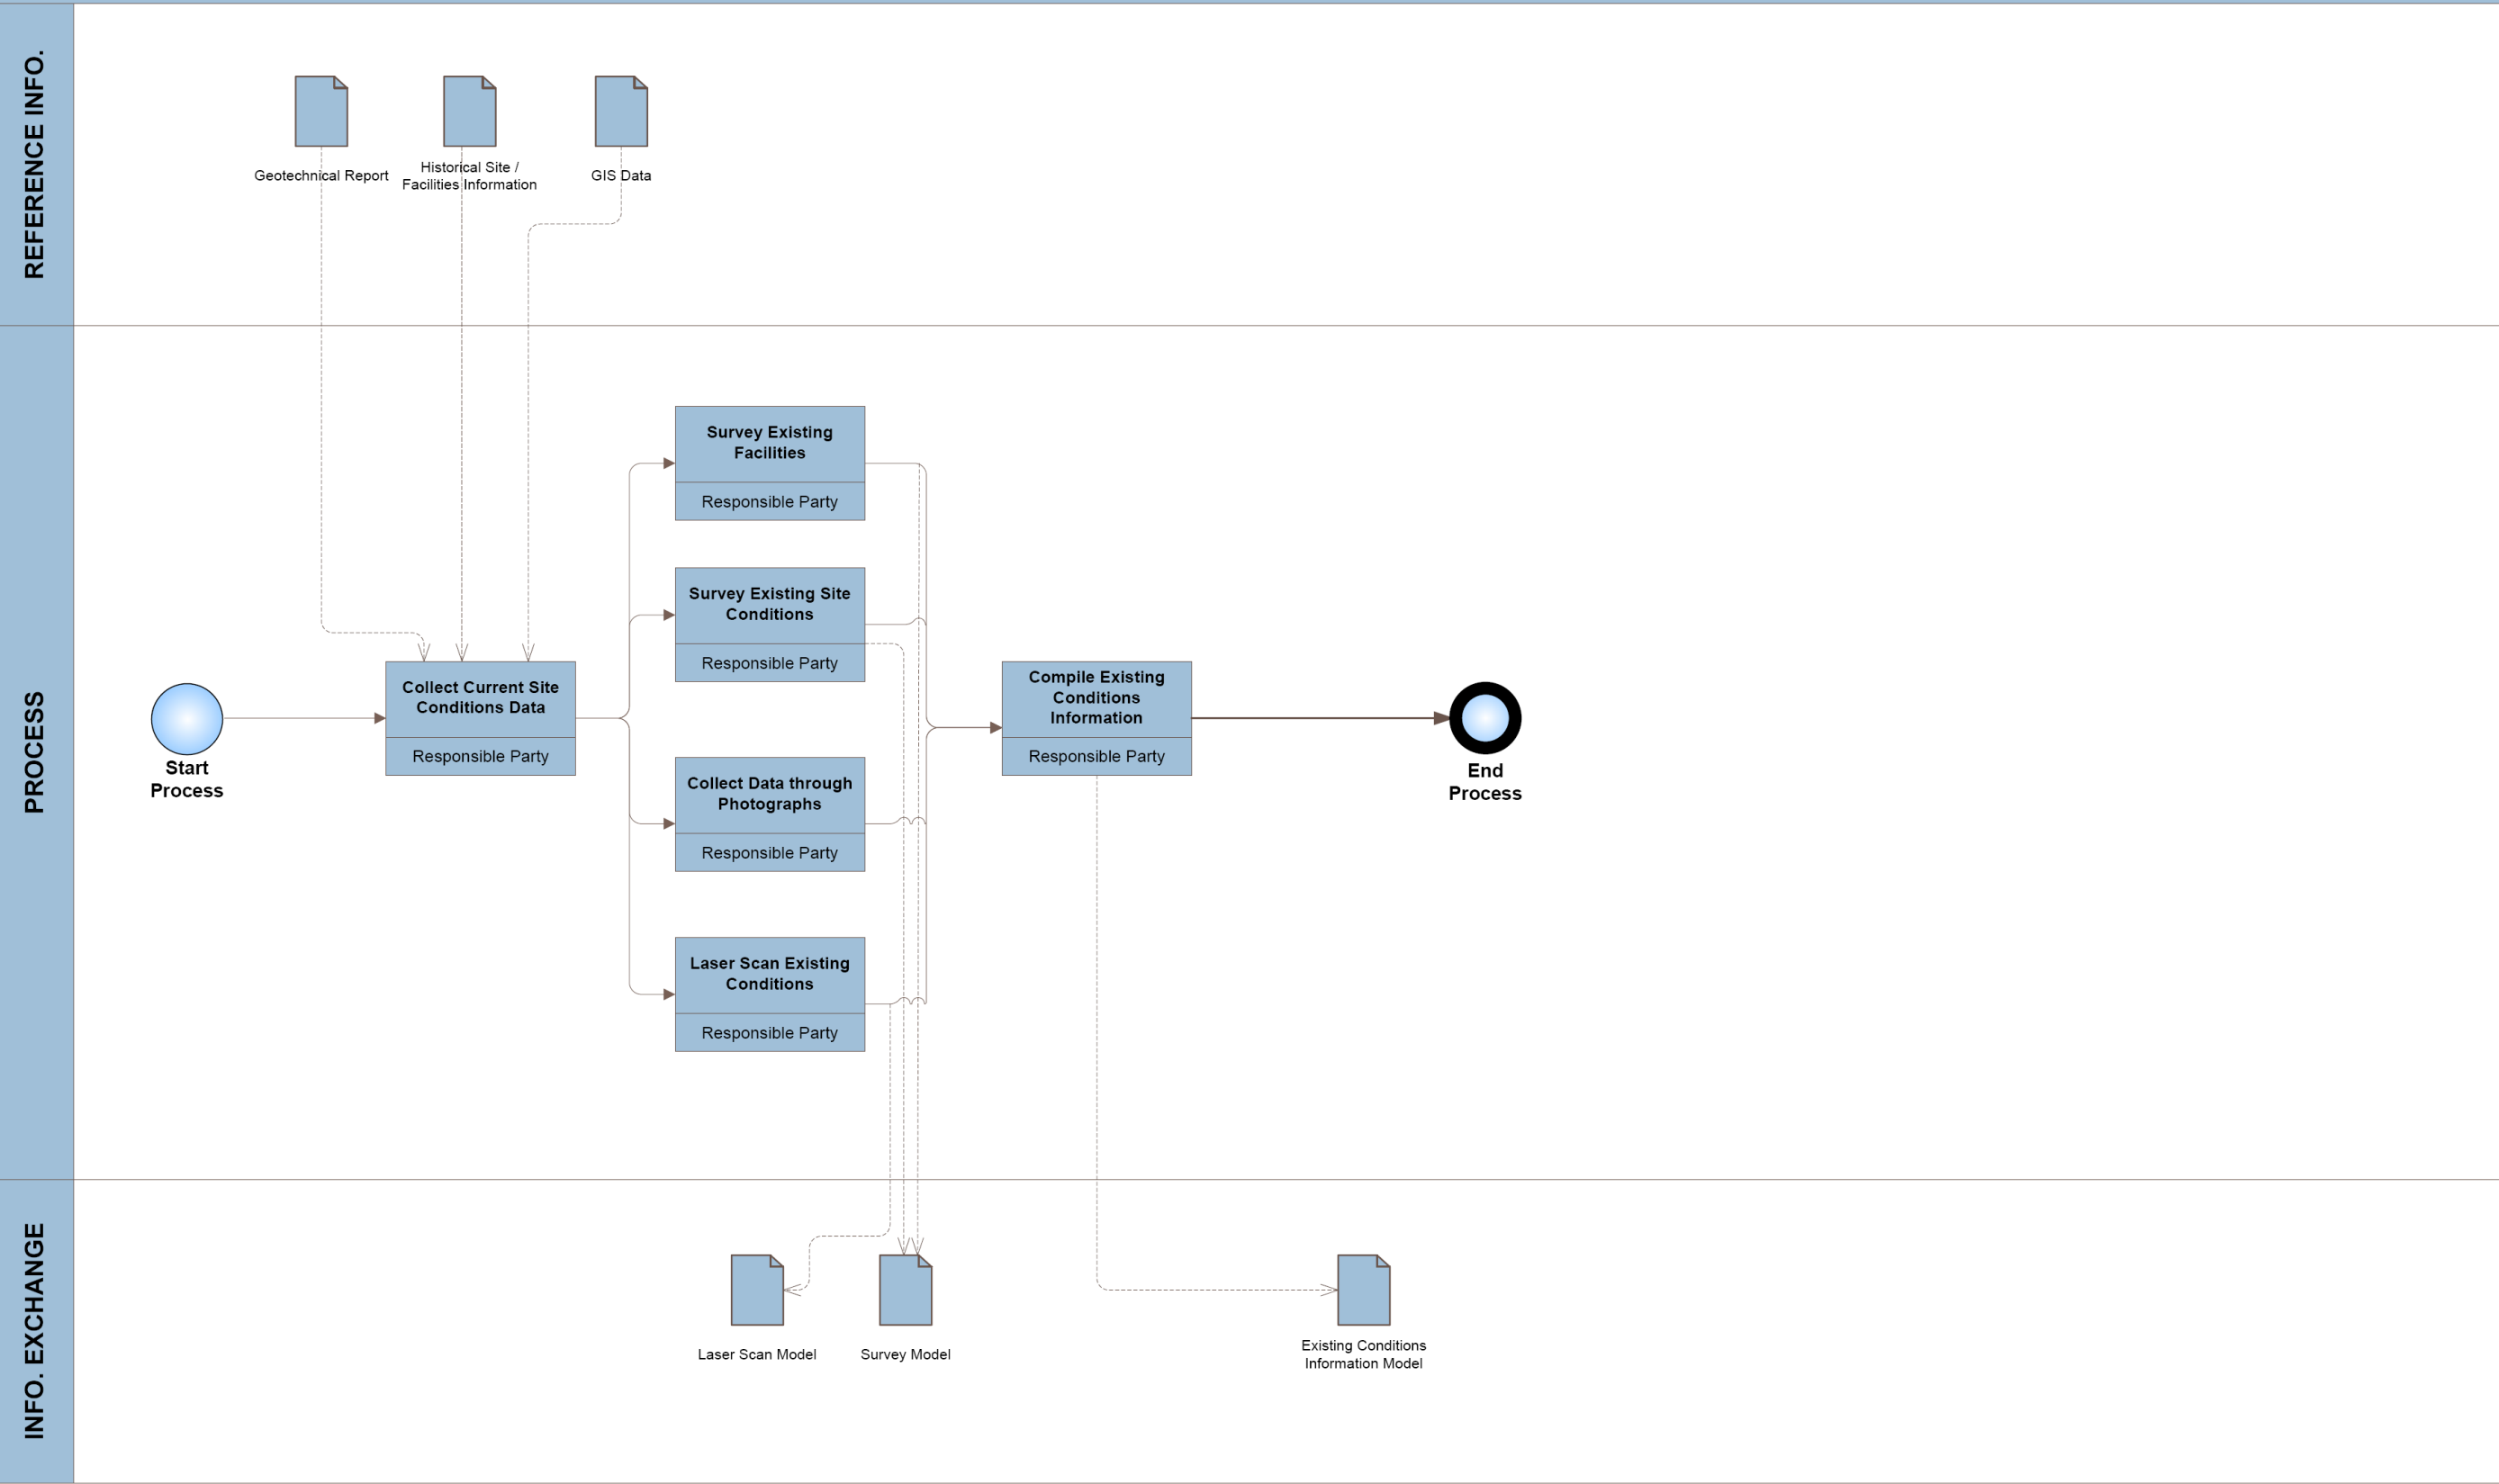 REFERENCE INFO.
Geotechnical Report
Historical Site /
Facilities Information
GIS Data
PROCESS
Start
Process
Collect Current Site
Conditions Data
Responsible Party
Survey Existing
Facilities
Responsible Party
Survey Existing Site
Conditions
Responsible Party
Collect Data through
Photographs
Responsible Party
Laser Scan Existing
Conditions
Responsible Party
Compile Existing
Conditions
Information
Responsible Party
End
Process
INFO. EXCHANGE
Laser Scan Model
Survey Model
Existing Conditions
Information Model